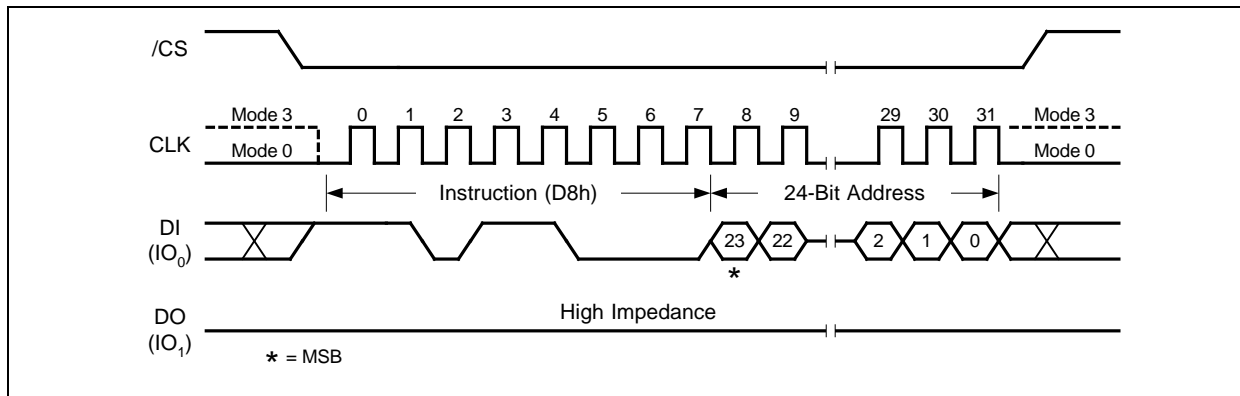 /CS
Mode 3 0 1 2 3 4 5 6 7 8 9 29 30 31 Mode 3
CLK
Mode 0 Mode 0
Instruction (D8h) 24-Bit Address
DI
(IO₀)
23 22 2 1 0
*
High Impedance
DO
(IO₁)
* = MSB